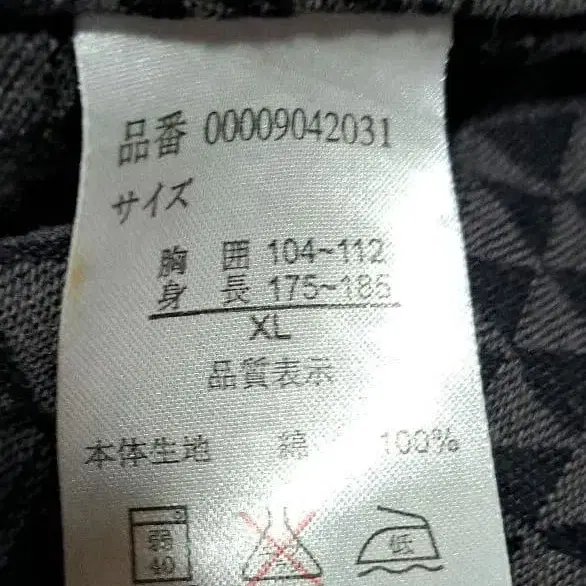 品番 00009042031
サイズ
胸囲 104~112
身長 175~185
XL
品質表示
本体生地 綿 100%
弱 低
40